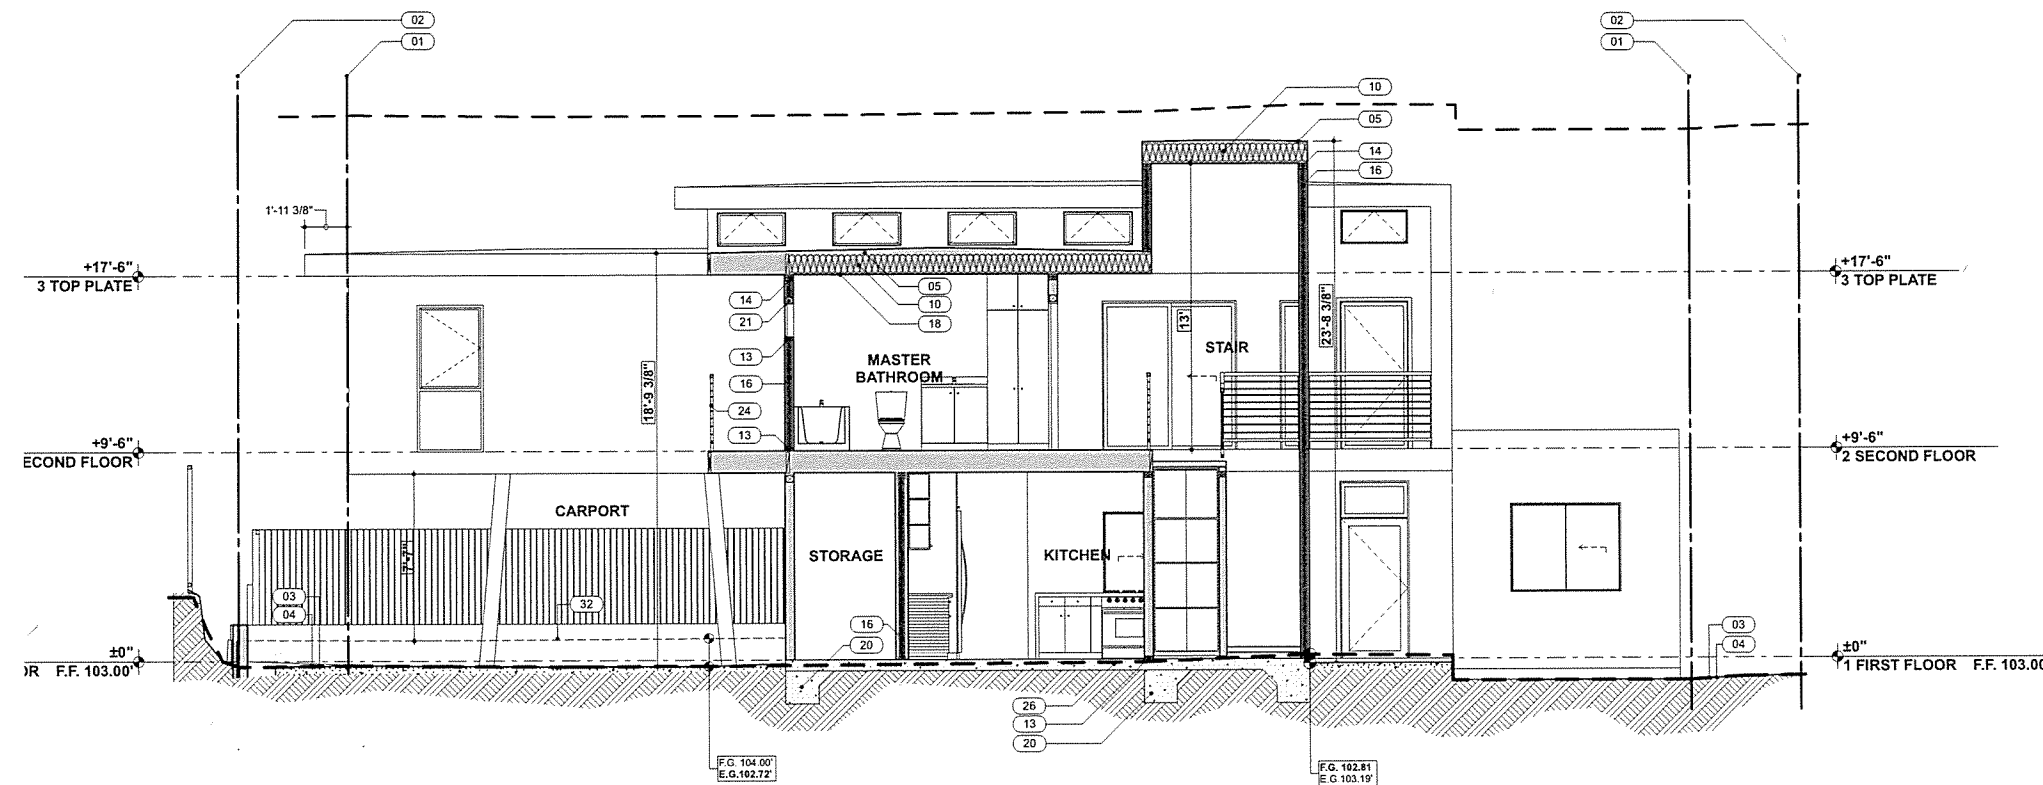 02
01
02
01
10
05
14
16
1'-11 3/8"
+17'-6"
3 TOP PLATE
+17'-6"
3 TOP PLATE
05
10
18
14
21
13
16
24
13
MASTER
BATHROOM
STAIR
13'
23'-8 3/8"
18'-9 3/8"
+9'-6"
ECOND FLOOR
+9'-6"
2 SECOND FLOOR
CARPORT
7'-7"
STORAGE
KITCHEN
03
04
32
16
20
03
04
±0"
OR F.F. 103.00'
±0"
1 FIRST FLOOR F.F. 103.00
26
13
20
F.G. 104.00'
E.G.102.72'
F.G. 102.81
E.G 103.19'